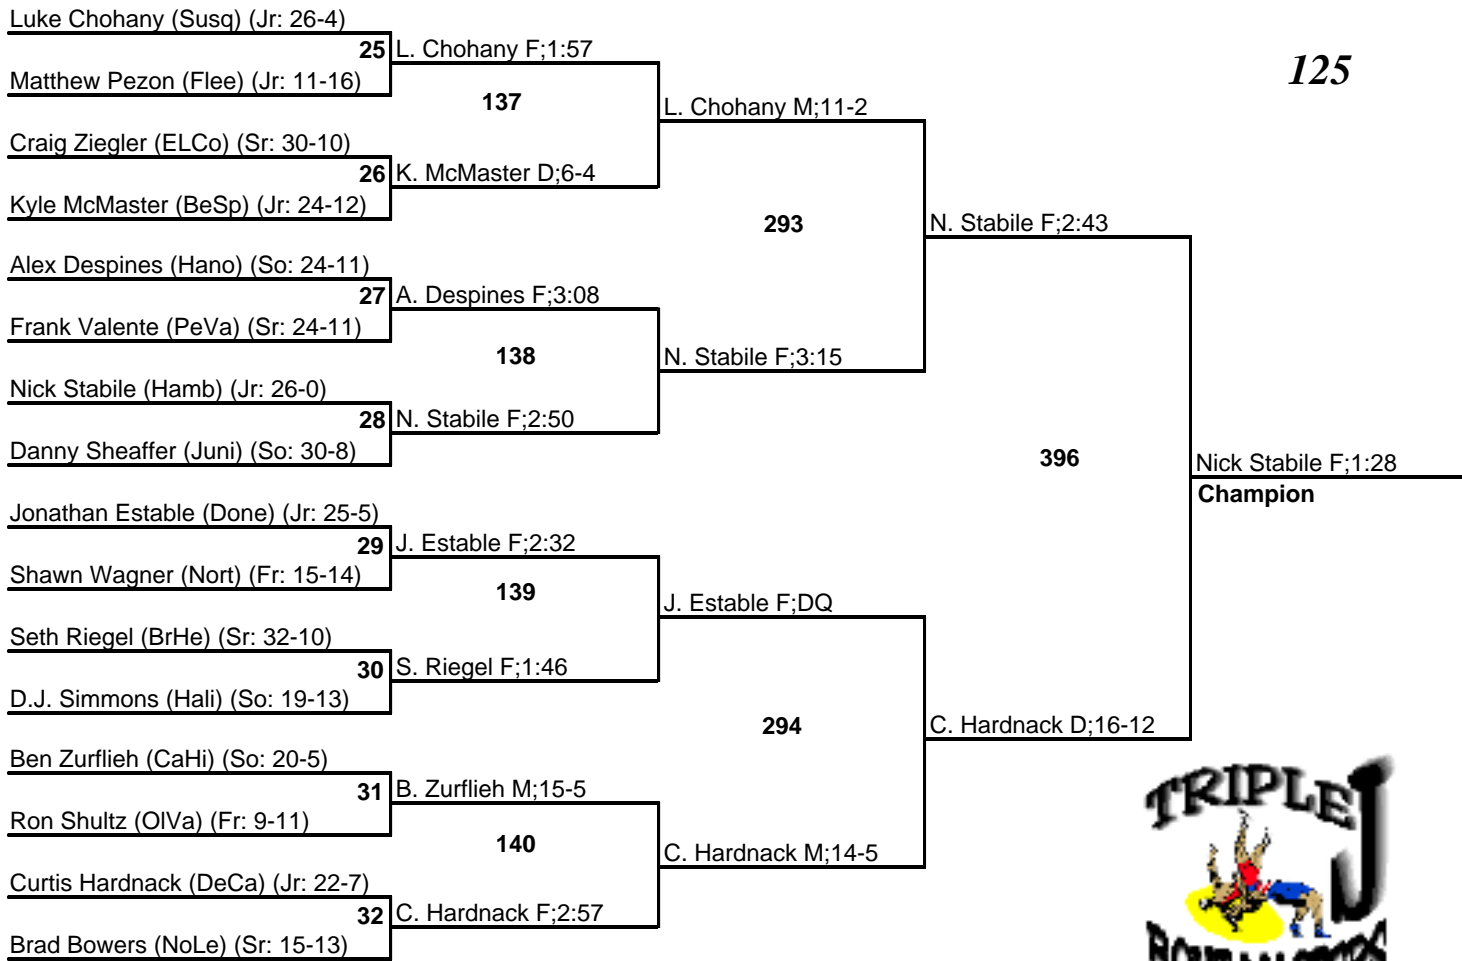 Luke Chohany (Susq) (Jr: 26-4)
25
Matthew Pezon (Flee) (Jr: 11-16)
Craig Ziegler (ELCo) (Sr: 30-10)
26
Kyle McMaster (BeSp) (Jr: 24-12)
Alex Despines (Hano) (So: 24-11)
27
Frank Valente (PeVa) (Sr: 24-11)
Nick Stabile (Hamb) (Jr: 26-0)
28
Danny Sheaffer (Juni) (So: 30-8)
Jonathan Estable (Done) (Jr: 25-5)
29
Shawn Wagner (Nort) (Fr: 15-14)
Seth Riegel (BrHe) (Sr: 32-10)
30
D.J. Simmons (Hali) (So: 19-13)
Ben Zurflieh (CaHi) (So: 20-5)
31
Ron Shultz (OlVa) (Fr: 9-11)
Curtis Hardnack (DeCa) (Jr: 22-7)
32
Brad Bowers (NoLe) (Sr: 15-13)
L. Chohany F;1:57
137
K. McMaster D;6-4
A. Despines F;3:08
138
N. Stabile F;2:50
J. Estable F;2:32
139
S. Riegel F;1:46
B. Zurflieh M;15-5
140
C. Hardnack F;2:57
L. Chohany M;11-2
293
N. Stabile F;3:15
J. Estable F;DQ
294
C. Hardnack M;14-5
N. Stabile F;2:43
396
C. Hardnack D;16-12
Nick Stabile F;1:28
Champion
125
TRIPLE J